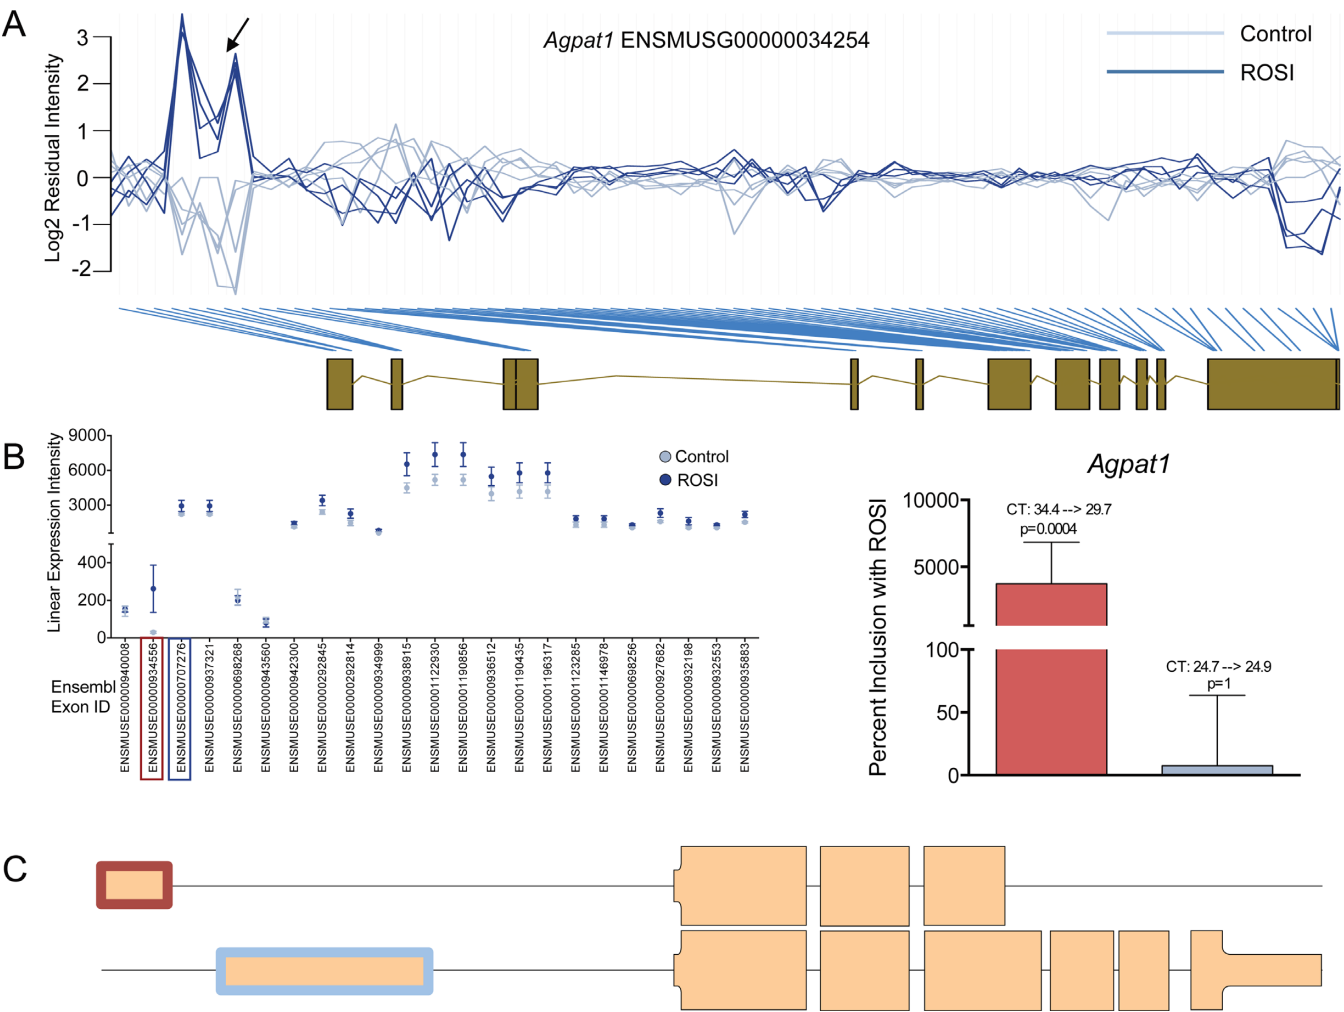 A
Agpat1 ENSMUSG00000034254
Control
ROSI
Log2 Residual Intensity
3
2
1
0
-1
-2
B
Linear Expression Intensity
9000
6000
3000
400
200
0
Control
ROSI
Ensembl
Exon ID
ENSMUSE00000940008
ENSMUSE00000934556
ENSMUSE00000707276
ENSMUSE00000937321
ENSMUSE00000698268
ENSMUSE00000943560
ENSMUSE00000942300
ENSMUSE00000292845
ENSMUSE00000292814
ENSMUSE00000934999
ENSMUSE00000938915
ENSMUSE00001122930
ENSMUSE00001190856
ENSMUSE00000936512
ENSMUSE00001190435
ENSMUSE00001196317
ENSMUSE00001123285
ENSMUSE00001146978
ENSMUSE00000698256
ENSMUSE00000927682
ENSMUSE00000932198
ENSMUSE00000932553
ENSMUSE00000935883
Agpat1
Percent Inclusion with ROSI
10000
5000
100
50
0
CT: 34.4 --> 29.7
p=0.0004
CT: 24.7 --> 24.9
p=1
C